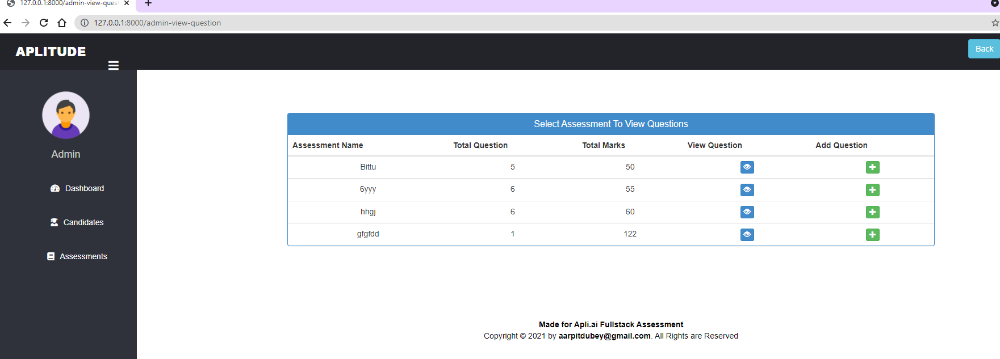 127.0.0.1:8000/admin-view-quest
127.0.0.1:8000/admin-view-question
APLITUDE
Back
Admin
Dashboard
Candidates
Assessments
Select Assessment To View Questions
Assessment Name Total Question Total Marks View Question Add Question
Bittu 5 50
6yyy 6 55
hhgj 6 60
gfgfdd 1 122
Made for Apli.ai Fullstack Assessment
Copyright © 2021 by aarpitdubey@gmail.com. All Rights are Reserved